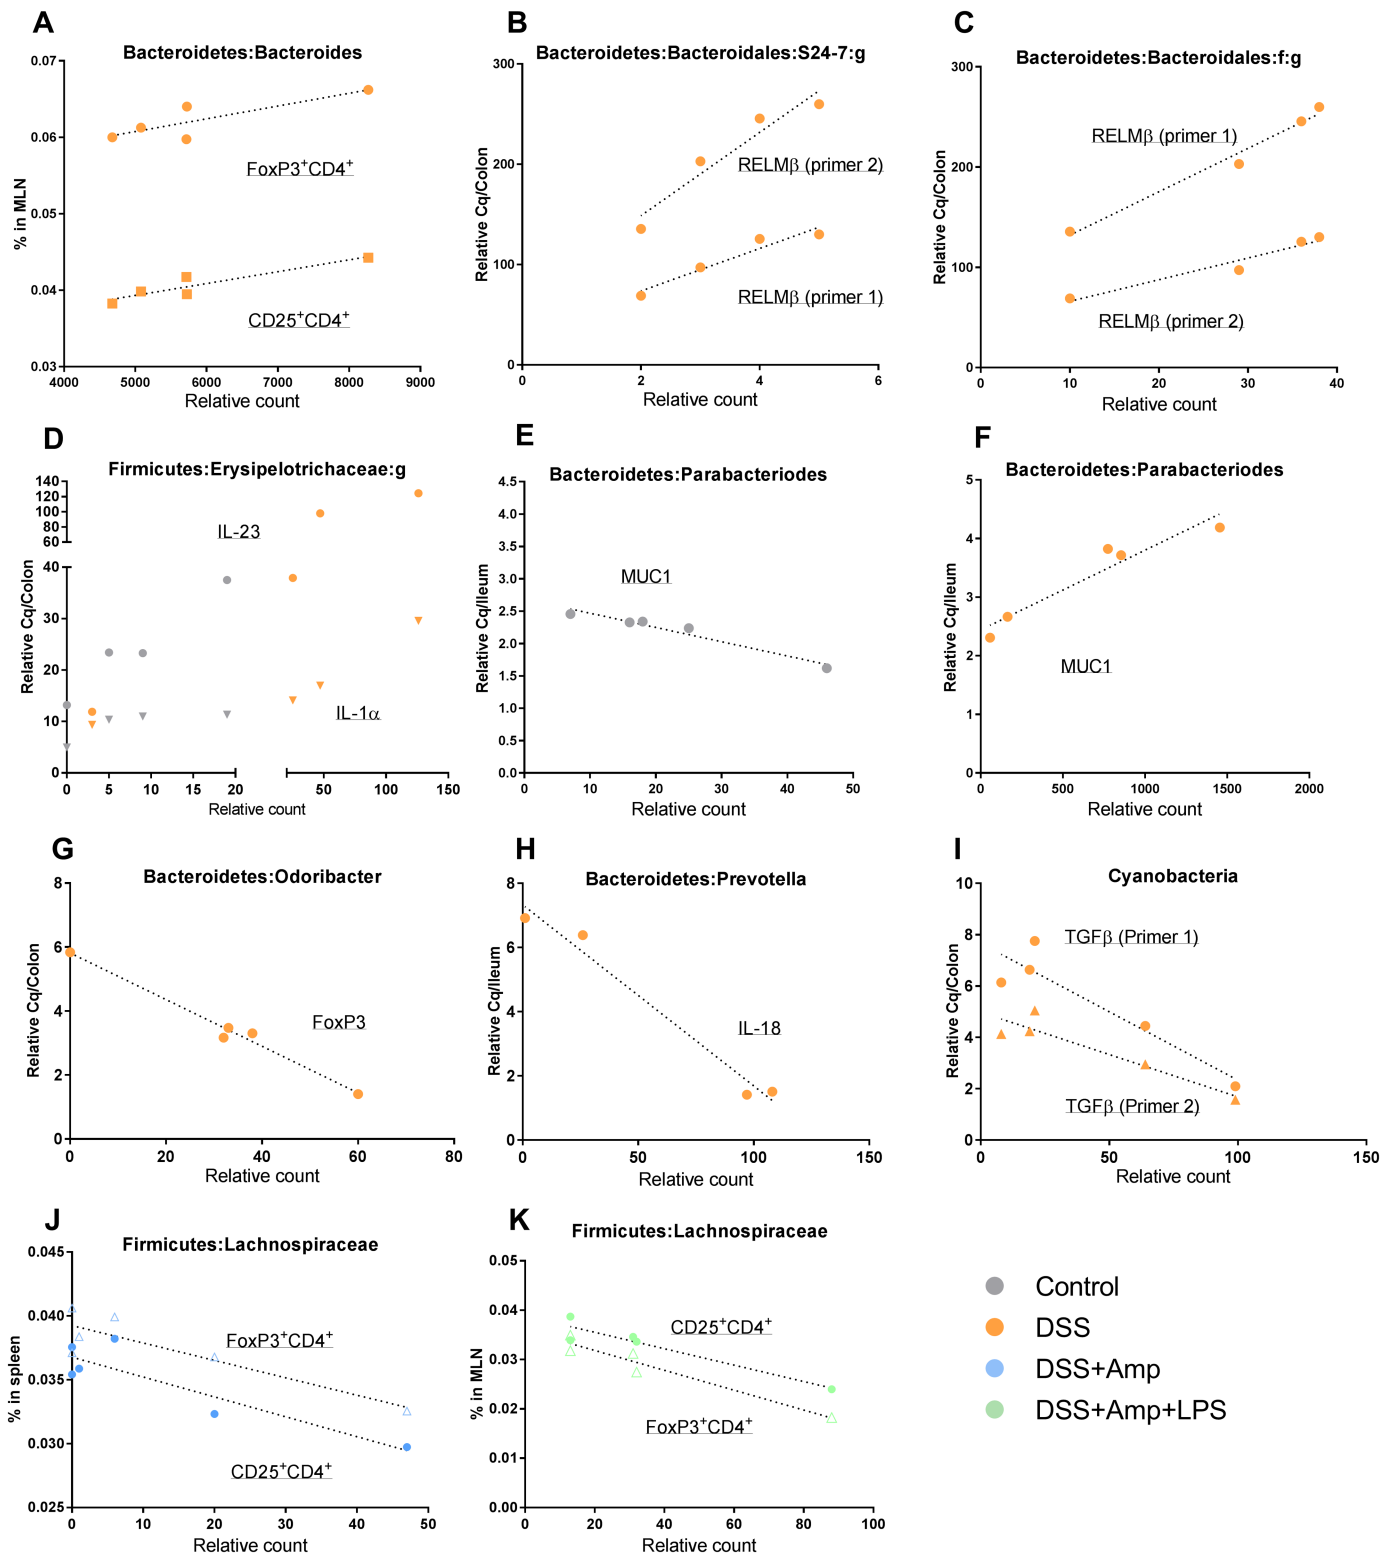 A
Bacteroidetes:Bacteroides
0.07
0.06
0.05
0.04
0.03
% in MLN
FoxP3+CD4+
CD25+CD4+
4000 5000 6000 7000 8000 9000
Relative count
B
Bacteroidetes:Bacteroidales:S24-7:g
300
200
100
0
Relative Cq/Colon
RELMβ (primer 2)
RELMβ (primer 1)
0 2 4 6
Relative count
C
Bacteroidetes:Bacteroidales:f:g
300
200
100
0
Relative Cq/Colon
RELMβ (primer 1)
RELMβ (primer 2)
0 10 20 30 40
Relative count
D
Firmicutes:Erysipelotrichaceae:g
140
120
100
80
60
40
30
20
10
0
Relative Cq/Colon
IL-23
IL-1α
0 5 10 15 20 50 100 150
Relative count
E
Bacteroidetes:Parabacteriodes
4.5
4.0
3.5
3.0
2.5
2.0
1.5
1.0
0.5
0.0
Relative Cq/Ileum
MUC1
0 10 20 30 40 50
Relative count
F
Bacteroidetes:Parabacteriodes
5
4
3
2
1
0
Relative Cq/Ileum
MUC1
0 500 1000 1500 2000
Relative count
G
Bacteroidetes:Odoribacter
8
6
4
2
0
Relative Cq/Colon
FoxP3
0 20 40 60 80
Relative count
H
Bacteroidetes:Prevotella
8
6
4
2
0
Relative Cq/Ileum
IL-18
0 50 100 150
Relative count
I
Cyanobacteria
10
8
6
4
2
0
Relative Cq/Colon
TGFβ (Primer 1)
TGFβ (Primer 2)
0 50 100 150
Relative count
J
Firmicutes:Lachnospiraceae
0.045
0.040
0.035
0.030
0.025
% in spleen
FoxP3+CD4+
CD25+CD4+
0 10 20 30 40 50
Relative count
K
Firmicutes:Lachnospiraceae
0.05
0.04
0.03
0.02
0.01
0.00
% in MLN
CD25+CD4+
FoxP3+CD4+
0 20 40 60 80 100
Relative count
Control
DSS
DSS+Amp
DSS+Amp+LPS